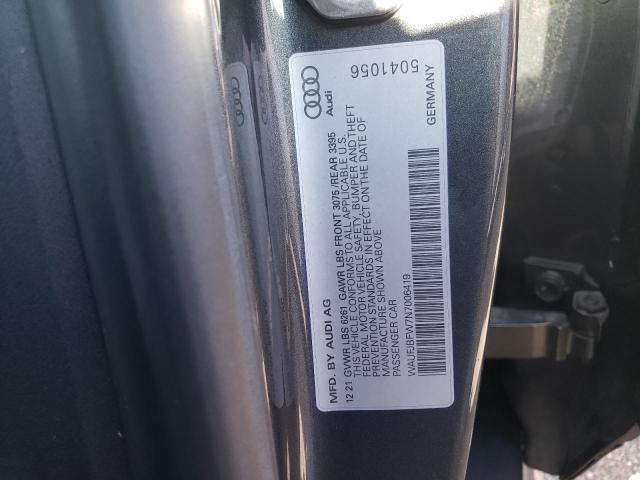 MFD. BY AUDI AG
12 21 GVWR LBS 6261 GAWR LBS FRONT 3075 /REAR 3395
THIS VEHICLE CONFORMS TO ALL APPLICABLE U.S.
FEDERAL MOTOR VEHICLE SAFETY, BUMPER AND THEFT
PREVENTION STANDARDS IN EFFECT ON THE DATE OF
MANUFACTURE SHOWN ABOVE
PASSENGER CAR
WAUFJBFW7N7006419
GERMANY
Audi
5041056